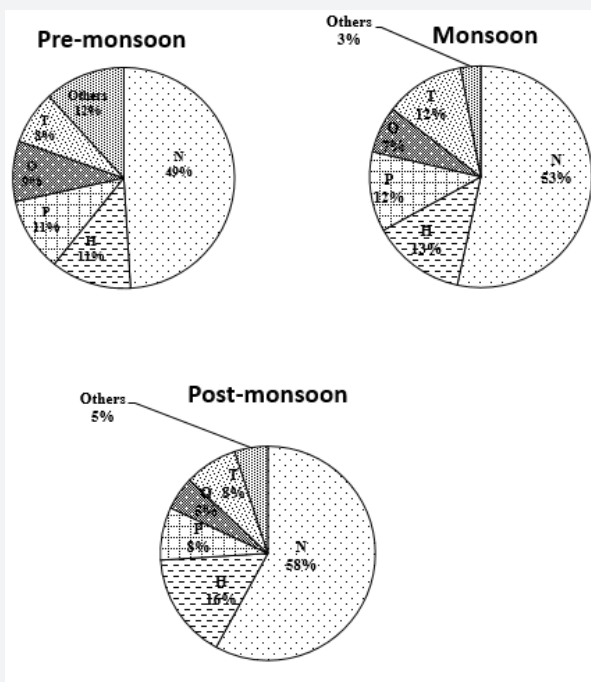 Pre-monsoon
Others
12%
T
8%
O
9%
P
11%
H
11%
N
49%
Monsoon
Others
3%
T
12%
O
7%
P
12%
H
13%
N
53%
Post-monsoon
Others
5%
T
8%
O
5%
P
8%
H
16%
N
58%